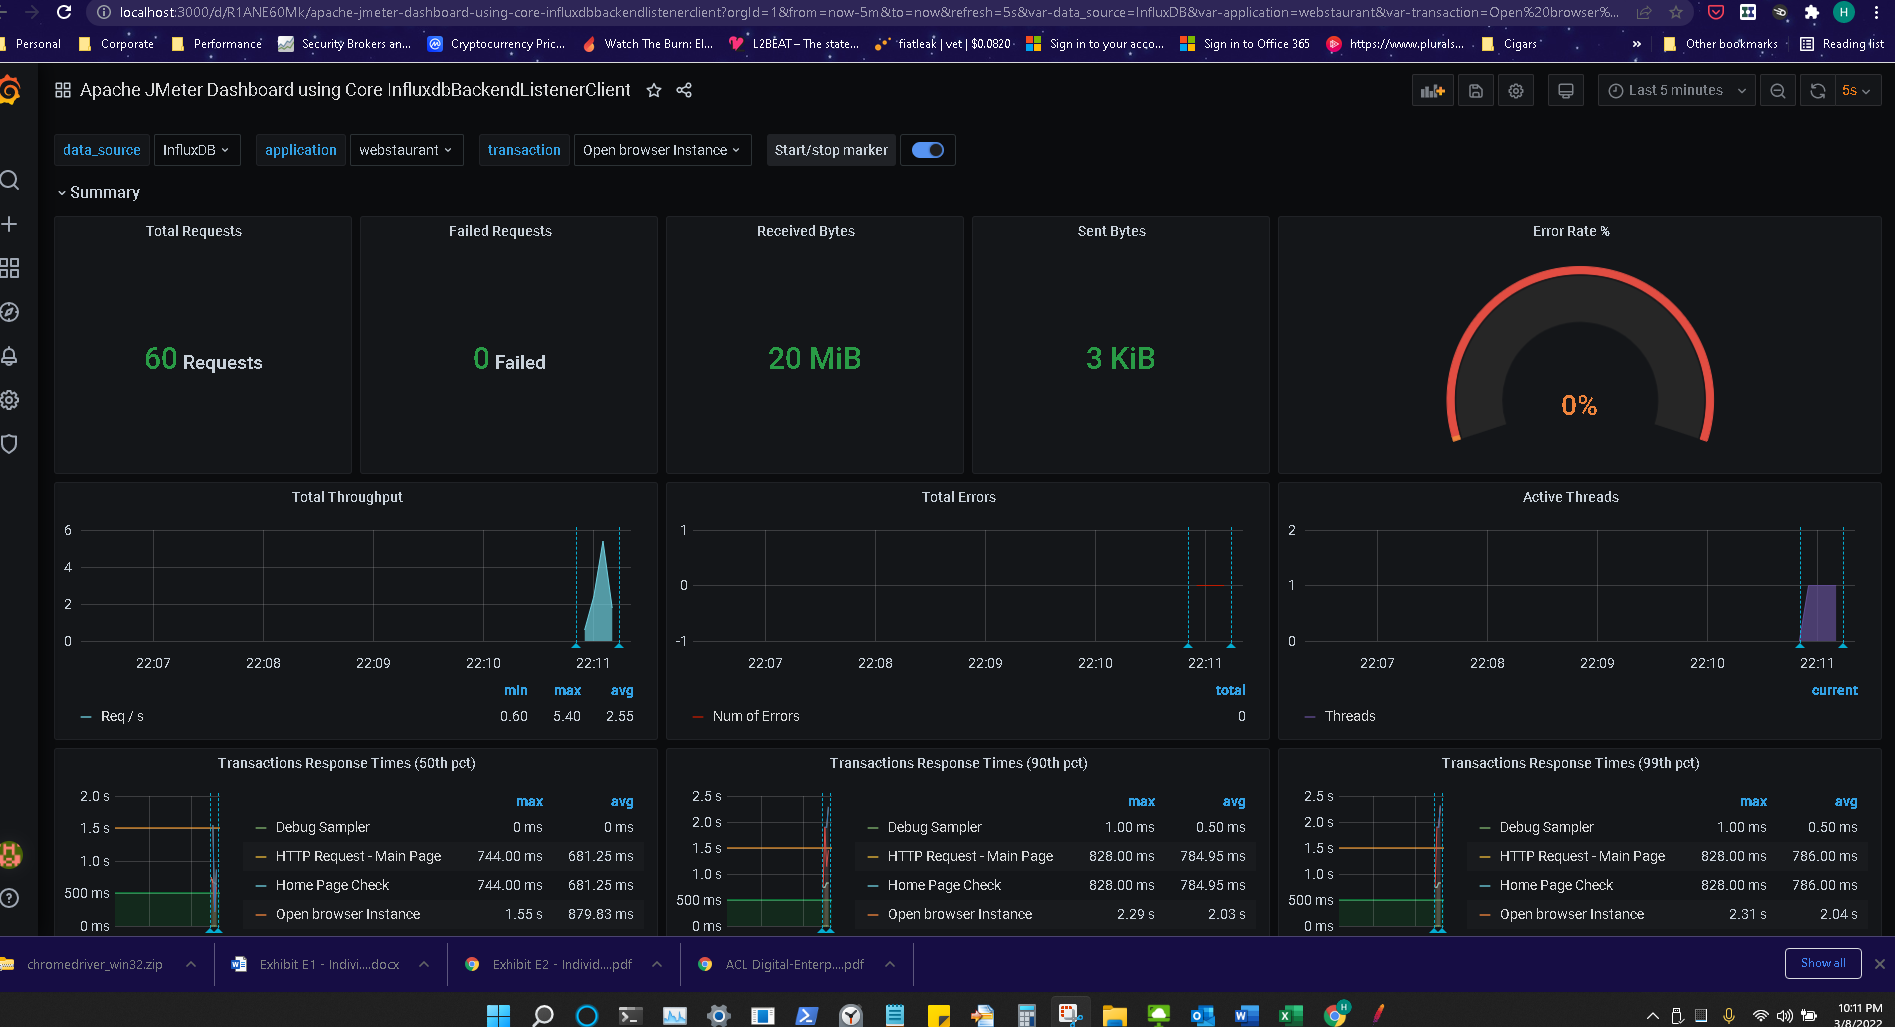 localhost:3000/d/R1ANE60Mk/apache-jmeter-dashboard-using-core-influxdbbackendlistenerclient?orgId=1&from=now-5m&to=now&refresh=5s&var-data_source=InfluxDB&var-application=webstaurant&var-transaction=Open%20browser%...
H
Personal Corporate Performance Security Brokers an... Cryptocurrency Pric... Watch The Burn: El... L2BEAT – The state... fiatleak | vet | $0.0820 Sign in to your acco... Sign in to Office 365 https://www.plurals... Cigars » Other bookmarks Reading list
Apache JMeter Dashboard using Core InfluxdbBackendListenerClient Last 5 minutes 5s
data_source InfluxDB application webstaurant transaction Open browser Instance Start/stop marker
Summary
Total Requests Failed Requests Received Bytes Sent Bytes Error Rate %
60 Requests 0 Failed 20 MiB 3 KiB
0%
Total Throughput
6
4
2
0
22:07 22:08 22:09 22:10 22:11
min max avg
Req / s 0.60 5.40 2.55
Total Errors
1
0
-1
22:07 22:08 22:09 22:10 22:11
total
Num of Errors 0
Active Threads
2
1
0
22:07 22:08 22:09 22:10 22:11
current
Threads
Transactions Response Times (50th pct)
2.0 s
1.5 s
1.0 s
500 ms
0 ms
max avg
Debug Sampler 0 ms 0 ms
HTTP Request - Main Page 744.00 ms 681.25 ms
Home Page Check 744.00 ms 681.25 ms
Open browser Instance 1.55 s 879.83 ms
Transactions Response Times (90th pct)
2.5 s
2.0 s
1.5 s
1.0 s
500 ms
0 ms
max avg
Debug Sampler 1.00 ms 0.50 ms
HTTP Request - Main Page 828.00 ms 784.95 ms
Home Page Check 828.00 ms 784.95 ms
Open browser Instance 2.29 s 2.03 s
Transactions Response Times (99th pct)
2.5 s
2.0 s
1.5 s
1.0 s
500 ms
0 ms
max avg
Debug Sampler 1.00 ms 0.50 ms
HTTP Request - Main Page 828.00 ms 786.00 ms
Home Page Check 828.00 ms 786.00 ms
Open browser Instance 2.31 s 2.04 s
chromedriver_win32.zip Exhibit E1 - Indivi....docx Exhibit E2 - Individ....pdf ACL Digital-Enterp....pdf Show all
10:11 PM
3/8/2022